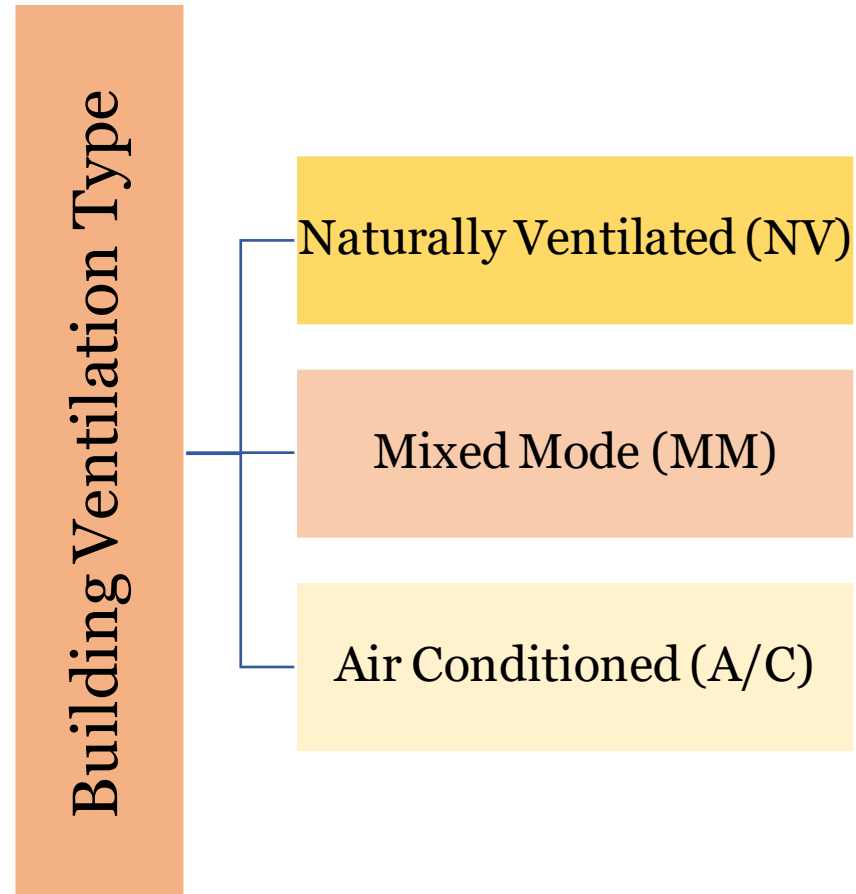 Building Ventilation Type
Naturally Ventilated (NV)
Mixed Mode (MM)
Air Conditioned (A/C)